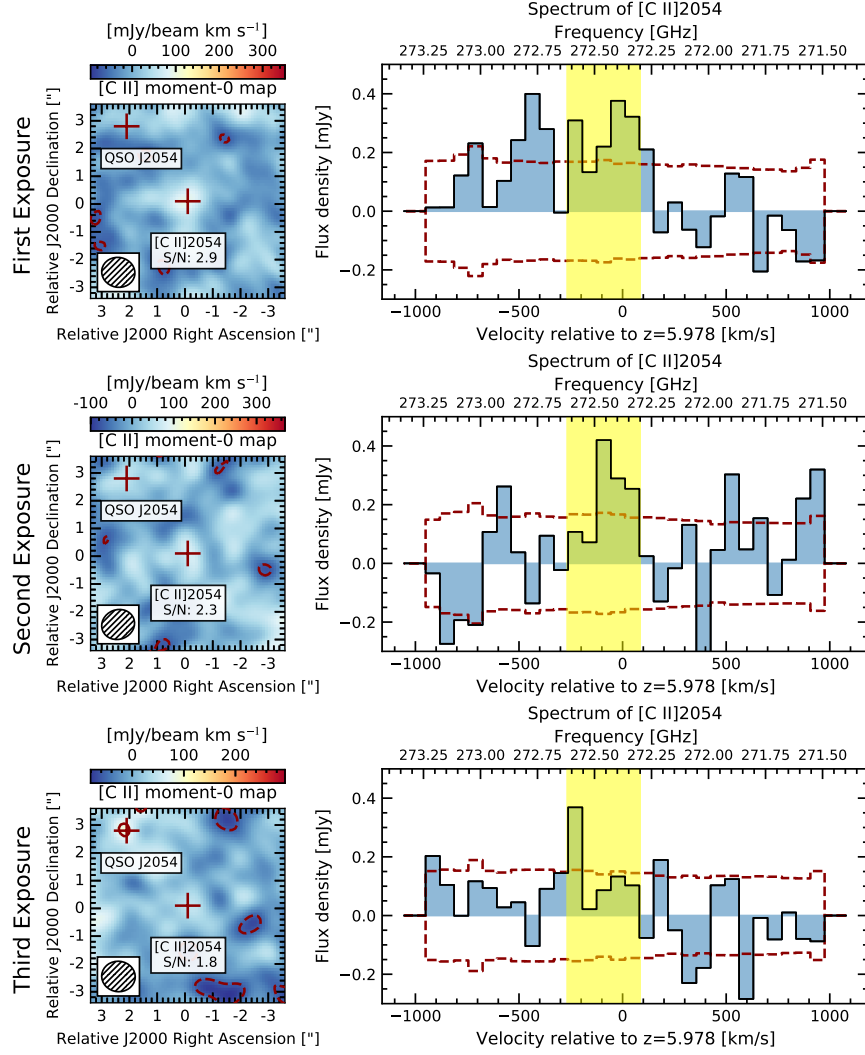 First Exposure
[mJy/beam km s⁻¹]
0 100 200 300
[C II] moment-0 map
Relative J2000 Declination ["]
3
2
1
0
-1
-2
-3
QSO J2054
[C II]2054
S/N: 2.9
3 2 1 0 -1 -2 -3
Relative J2000 Right Ascension ["]
Spectrum of [C II]2054
Frequency [GHz]
273.25 273.00 272.75 272.50 272.25 272.00 271.75 271.50
Flux density [mJy]
0.4
0.2
0.0
−0.2
−1000 −500 0 500 1000
Velocity relative to z=5.978 [km/s]
Second Exposure
[mJy/beam km s⁻¹]
-100 0 100 200 300
[C II] moment-0 map
Relative J2000 Declination ["]
3
2
1
0
-1
-2
-3
QSO J2054
[C II]2054
S/N: 2.3
3 2 1 0 -1 -2 -3
Relative J2000 Right Ascension ["]
Spectrum of [C II]2054
Frequency [GHz]
273.25 273.00 272.75 272.50 272.25 272.00 271.75 271.50
Flux density [mJy]
0.4
0.2
0.0
−0.2
−1000 −500 0 500 1000
Velocity relative to z=5.978 [km/s]
Third Exposure
[mJy/beam km s⁻¹]
0 100 200
[C II] moment-0 map
Relative J2000 Declination ["]
3
2
1
0
-1
-2
-3
QSO J2054
[C II]2054
S/N: 1.8
3 2 1 0 -1 -2 -3
Relative J2000 Right Ascension ["]
Spectrum of [C II]2054
Frequency [GHz]
273.25 273.00 272.75 272.50 272.25 272.00 271.75 271.50
Flux density [mJy]
0.4
0.2
0.0
−0.2
−1000 −500 0 500 1000
Velocity relative to z=5.978 [km/s]